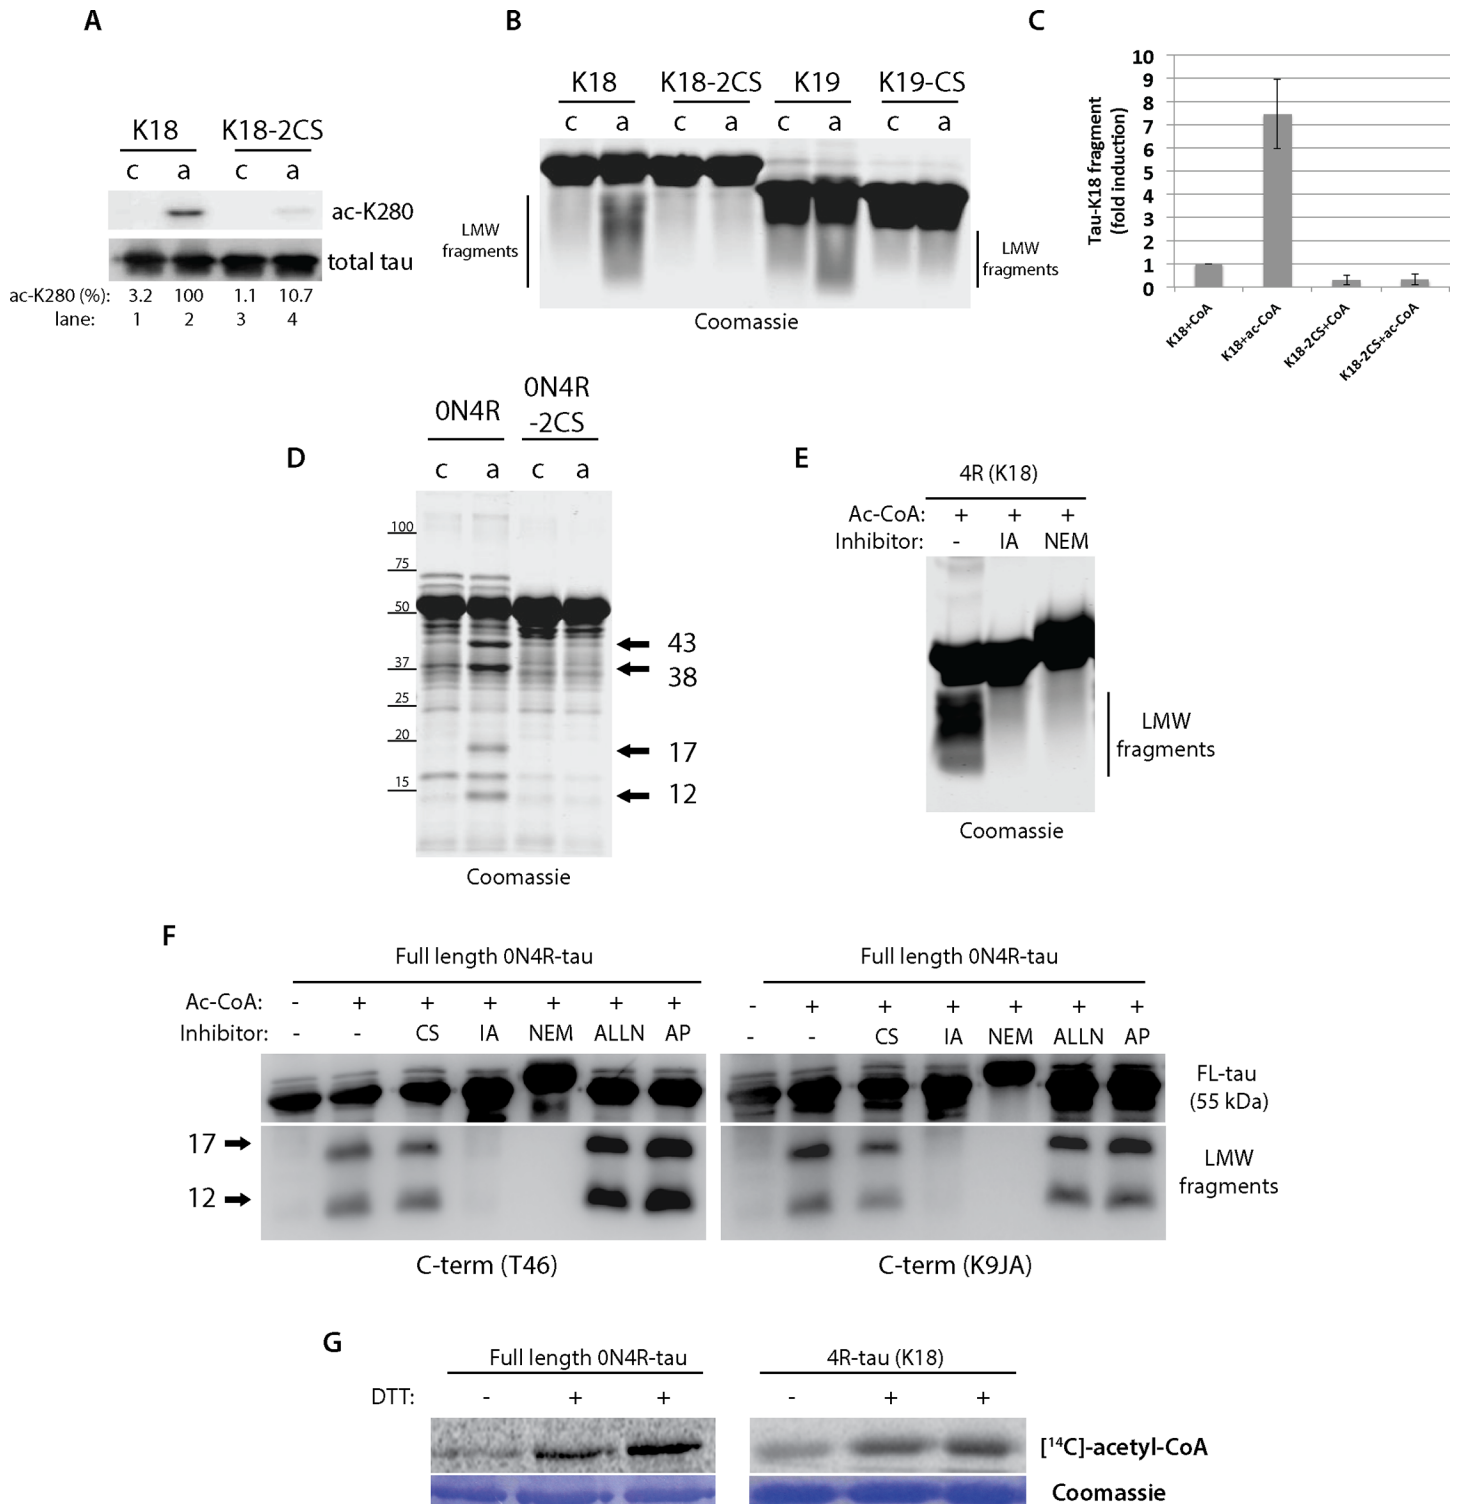 A
K18 K18-2CS
c a c a
ac-K280
total tau
ac-K280 (%): 3.2 100 1.1 10.7
lane: 1 2 3 4
B
K18 K18-2CS K19 K19-CS
c a c a c a c a
LMW
fragments
LMW
fragments
Coomassie
C
Tau-K18 fragment
(fold induction)
10
9
8
7
6
5
4
3
2
1
0
K18+CoA
K18+ac-CoA
K18-2CS+CoA
K18-2CS+ac-CoA
D
0N4R
0N4R
-2CS
c a c a
100
75
50
37
25
20
15
43
38
17
12
Coomassie
E
4R (K18)
Ac-CoA: + + +
Inhibitor: - IA NEM
LMW
fragments
Coomassie
F
Full length 0N4R-tau
Ac-CoA: - + + + + + +
Inhibitor: - - CS IA NEM ALLN AP
17
12
C-term (T46)
Full length 0N4R-tau
- + + + + + +
- - CS IA NEM ALLN AP
FL-tau
(55 kDa)
LMW
fragments
C-term (K9JA)
G
Full length 0N4R-tau 4R-tau (K18)
DTT: - + + - + +
[¹⁴C]-acetyl-CoA
Coomassie